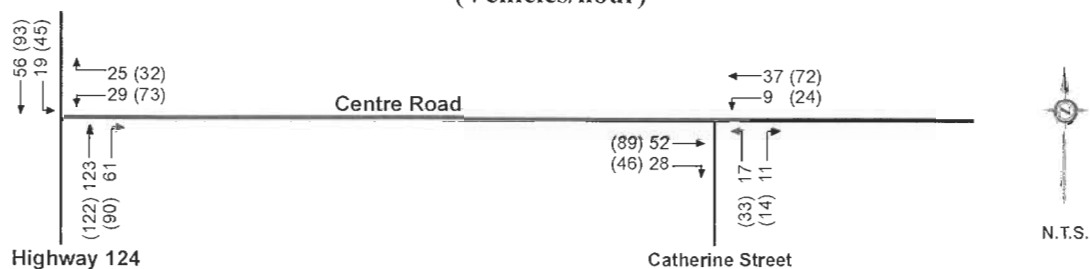 (Vehicles/hour)
56 (93)
19 (45)
25 (32)
29 (73)
Centre Road
37 (72)
9 (24)
(89) 52
(46) 28
(122) 123
(90) 61
(33) 17
(14) 11
N.T.S.
Highway 124
Catherine Street